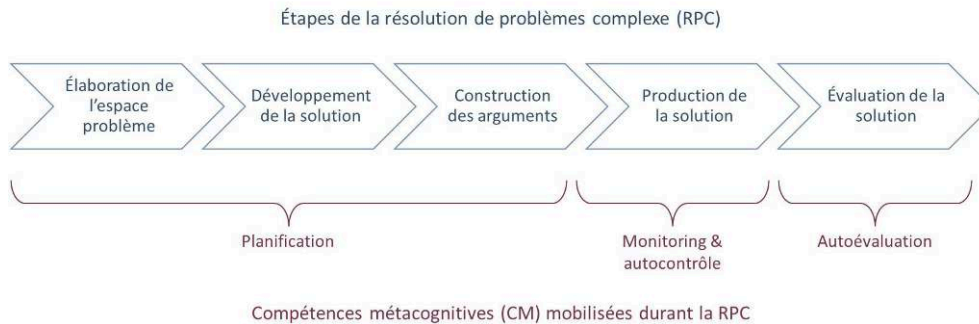 Étapes de la résolution de problèmes complexe (RPC)
Élaboration de
l'espace
problème
Développement
de la solution
Construction
des arguments
Production de
la solution
Évaluation de la
solution
Planification
Monitoring &
autocontrôle
Autoévaluation
Compétences métacognitives (CM) mobilisées durant la RPC